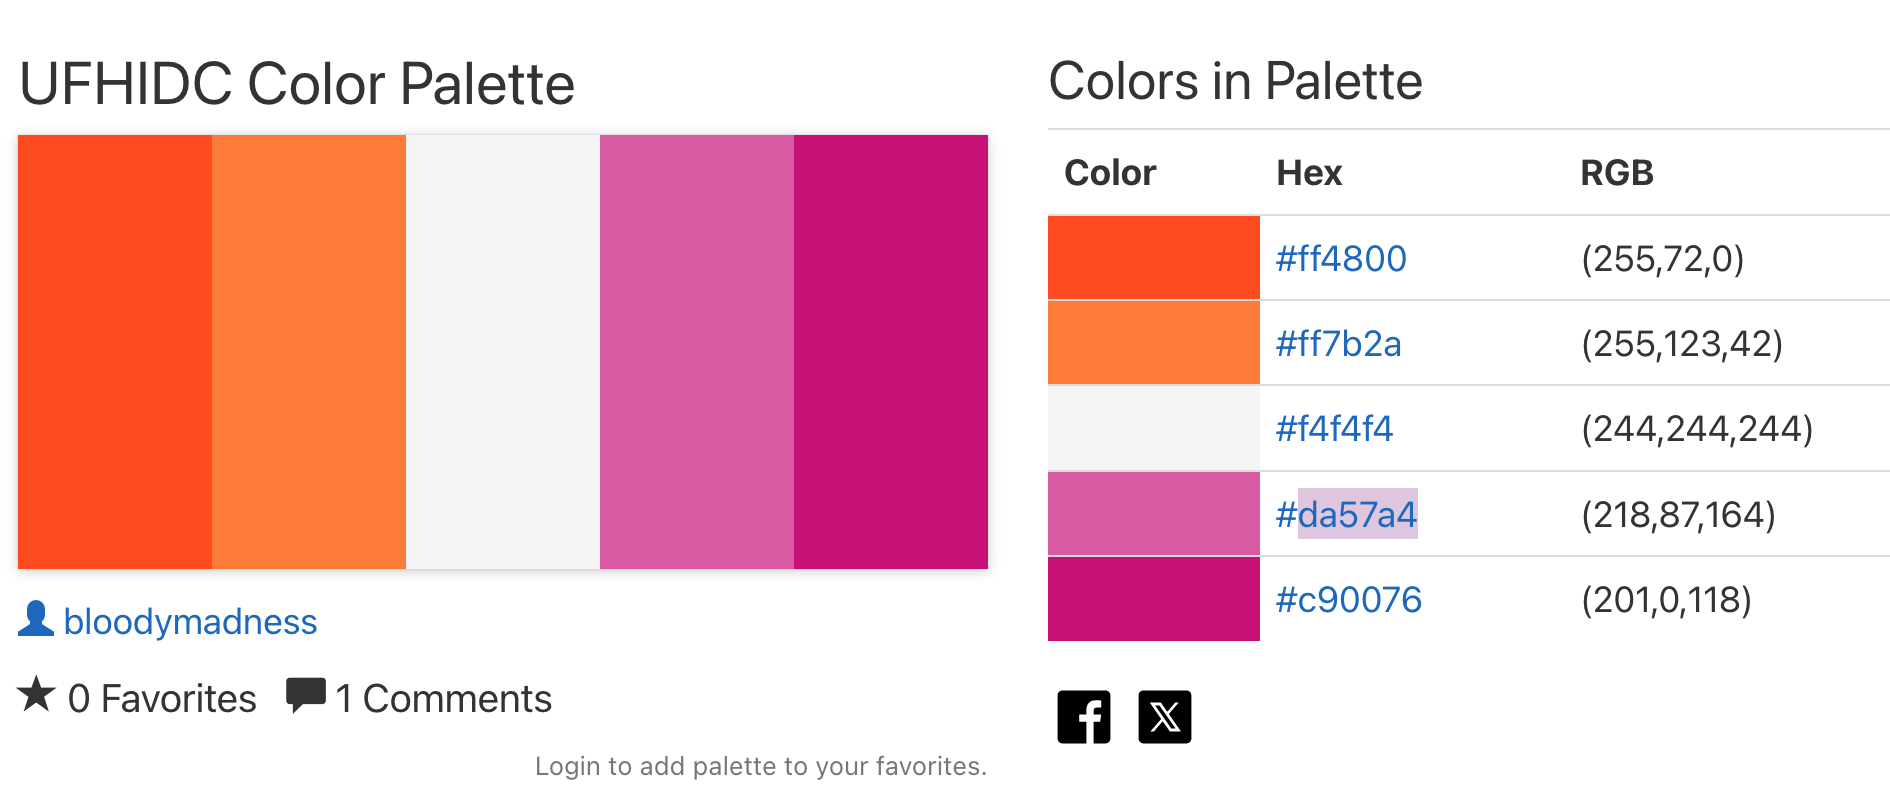 UFHIDC Color Palette
bloodymadness
0 Favorites 1 Comments
Login to add palette to your favorites.
Colors in Palette
Color Hex RGB
#ff4800 (255,72,0)
#ff7b2a (255,123,42)
#f4f4f4 (244,244,244)
#da57a4 (218,87,164)
#c90076 (201,0,118)